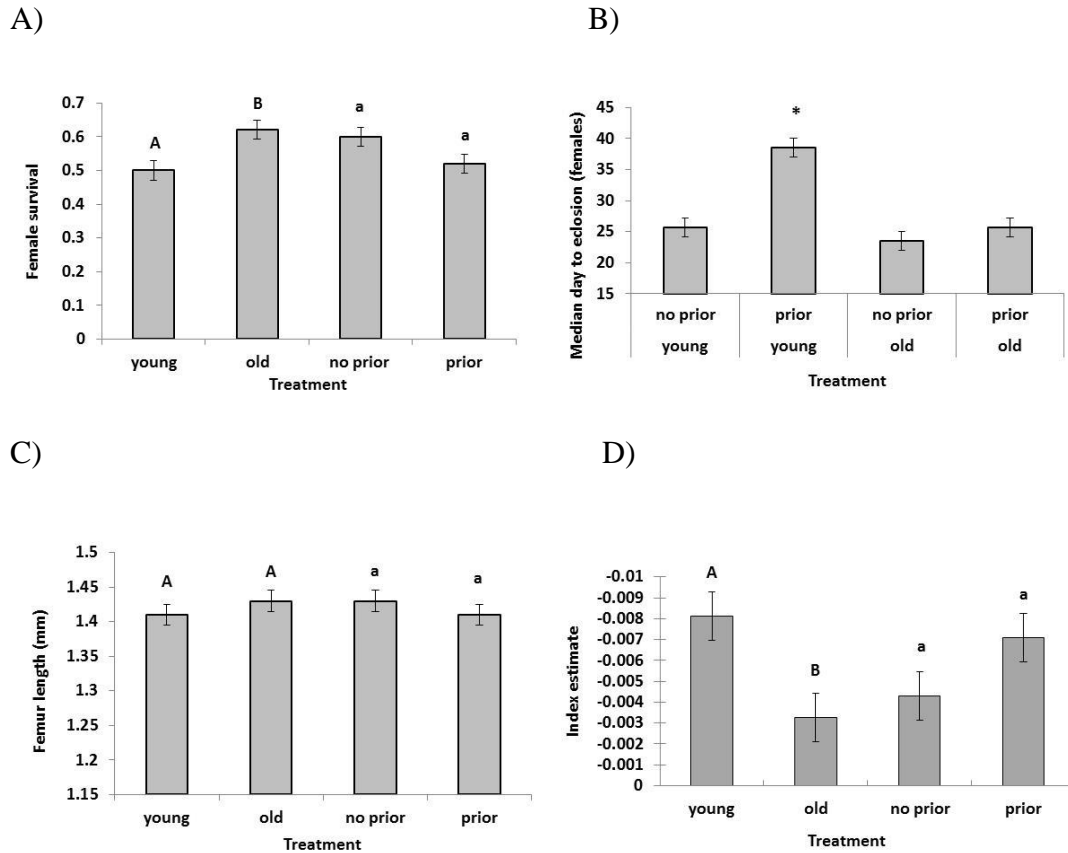 A)
Female survival
0.7
0.6
0.5
0.4
0.3
0.2
0.1
0
A
B
a
a
young old no prior prior
Treatment
B)
Median day to eclosion (females)
45
40
35
30
25
20
15
*
no prior prior no prior prior
young young old old
Treatment
C)
Femur length (mm)
1.5
1.45
1.4
1.35
1.3
1.25
1.2
1.15
A
A
a
a
young old no prior prior
Treatment
D)
Index estimate
-0.01
-0.009
-0.008
-0.007
-0.006
-0.005
-0.004
-0.003
-0.002
-0.001
0
A
B
a
a
young old no prior prior
Treatment